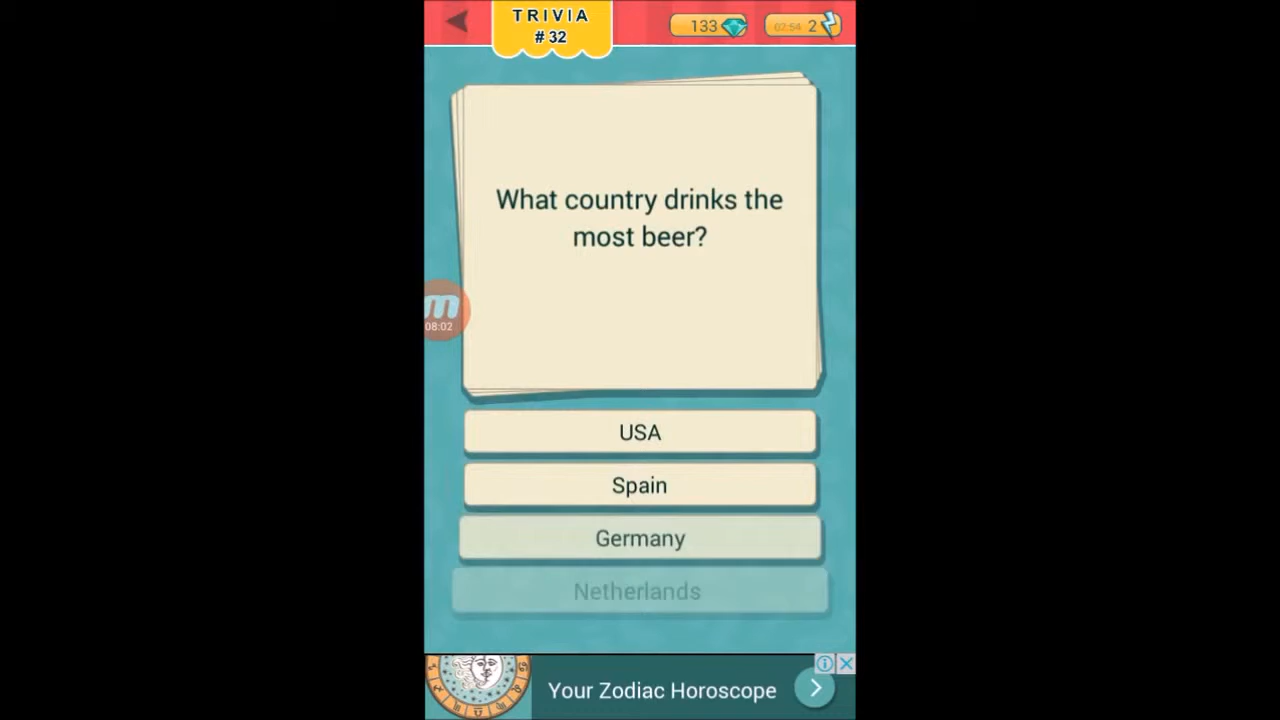 TRIVIA
# 32
133
02:54 2
What country drinks the
most beer?
m
08:02
USA
Spain
Germany
Netherlands
Your Zodiac Horoscope